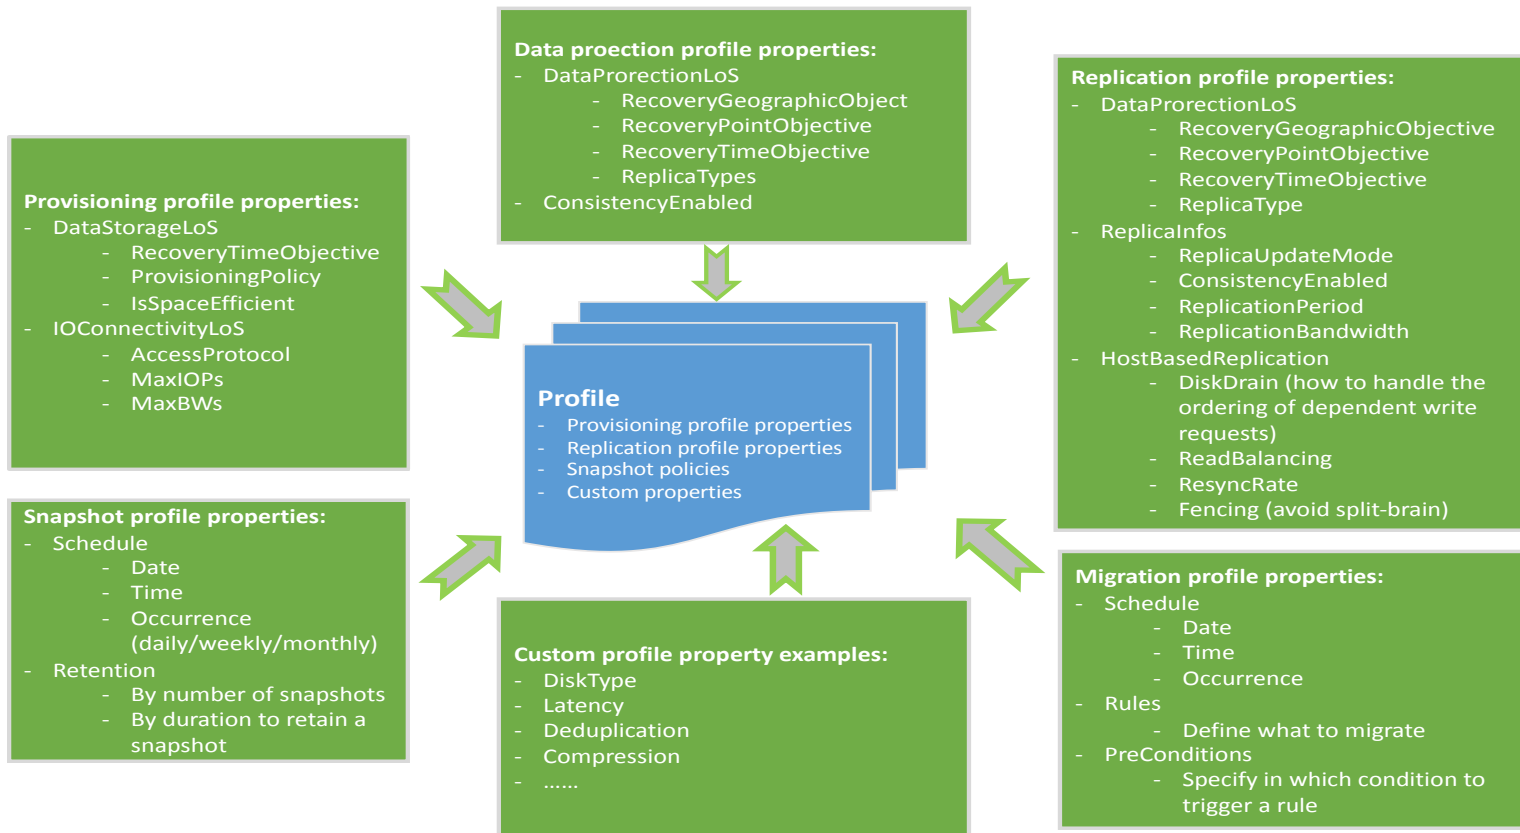 Data proection profile properties:
- DataProrectionLoS
- RecoveryGeographicObject
- RecoveryPointObjective
- RecoveryTimeObjective
- ReplicaTypes
- ConsistencyEnabled
Replication profile properties:
- DataProrectionLoS
- RecoveryGeographicObjective
- RecoveryPointObjective
- RecoveryTimeObjective
- ReplicaType
- ReplicaInfos
- ReplicaUpdateMode
- ConsistencyEnabled
- ReplicationPeriod
- ReplicationBandwidth
- HostBasedReplication
- DiskDrain (how to handle the
ordering of dependent write
requests)
- ReadBalancing
- ResyncRate
- Fencing (avoid split-brain)
Provisioning profile properties:
- DataStorageLoS
- RecoveryTimeObjective
- ProvisioningPolicy
- IsSpaceEfficient
- IOConnectivityLoS
- AccessProtocol
- MaxIOPs
- MaxBWs
Profile
- Provisioning profile properties
- Replication profile properties
- Snapshot policies
- Custom properties
Snapshot profile properties:
- Schedule
- Date
- Time
- Occurrence
(daily/weekly/monthly)
- Retention
- By number of snapshots
- By duration to retain a
snapshot
Custom profile property examples:
- DiskType
- Latency
- Deduplication
- Compression
- ......
Migration profile properties:
- Schedule
- Date
- Time
- Occurrence
- Rules
- Define what to migrate
- PreConditions
- Specify in which condition to
trigger a rule